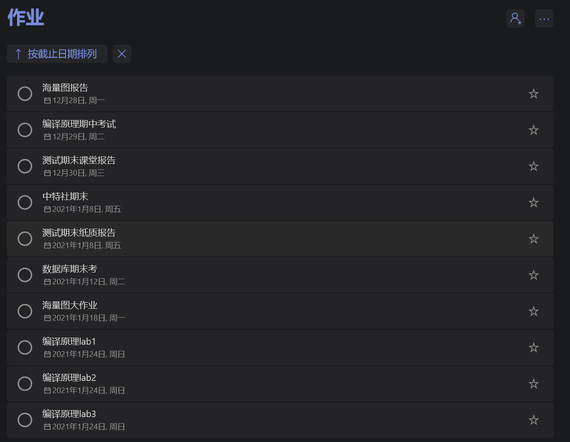 作业
按截止日期排列
海量图报告
12月28日, 周一
编译原理期中考试
12月29日, 周二
测试期末课堂报告
12月30日, 周三
中特社期末
2021年1月8日, 周五
测试期末纸质报告
2021年1月8日, 周五
数据库期末考
2021年1月12日, 周二
海量图大作业
2021年1月18日, 周一
编译原理lab1
2021年1月24日, 周日
编译原理lab2
2021年1月24日, 周日
编译原理lab3
2021年1月24日, 周日